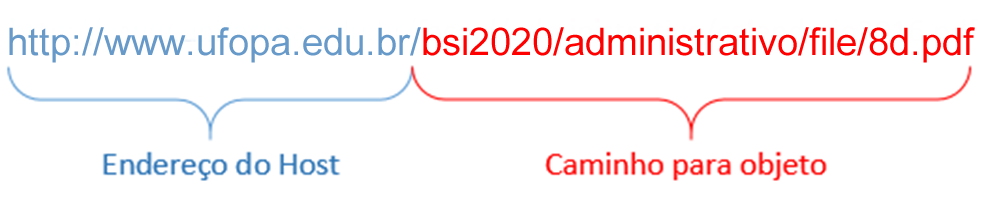 http://www.ufopa.edu.br/bsi2020/administrativo/file/8d.pdf
Endereço do Host Caminho para objeto